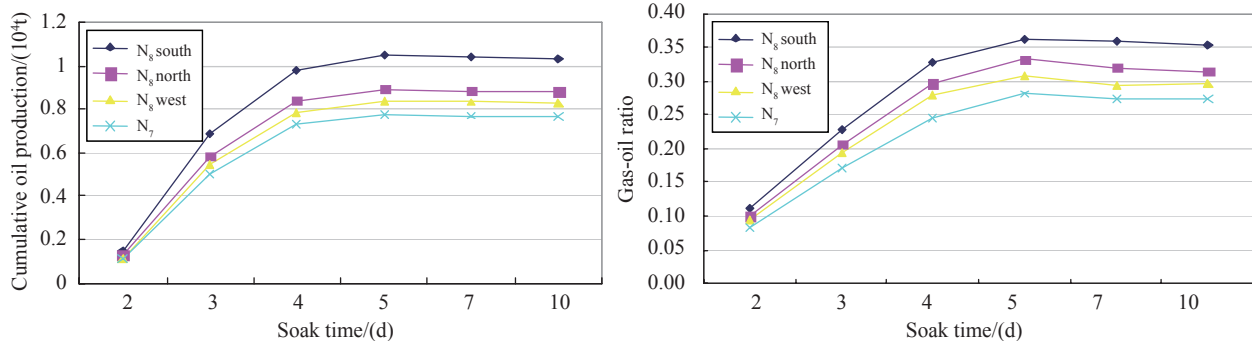 Cumulative oil production/(10⁴t)
1.2
1
0.8
0.6
0.4
0.2
0
N₈ south
N₈ north
N₈ west
N₇
2 3 4 5 7 10
Soak time/(d)
Gas-oil ratio
0.40
0.35
0.30
0.25
0.20
0.15
0.10
0.05
0.00
N₈ south
N₈ north
N₈ west
N₇
2 3 4 5 7 10
Soak time/(d)